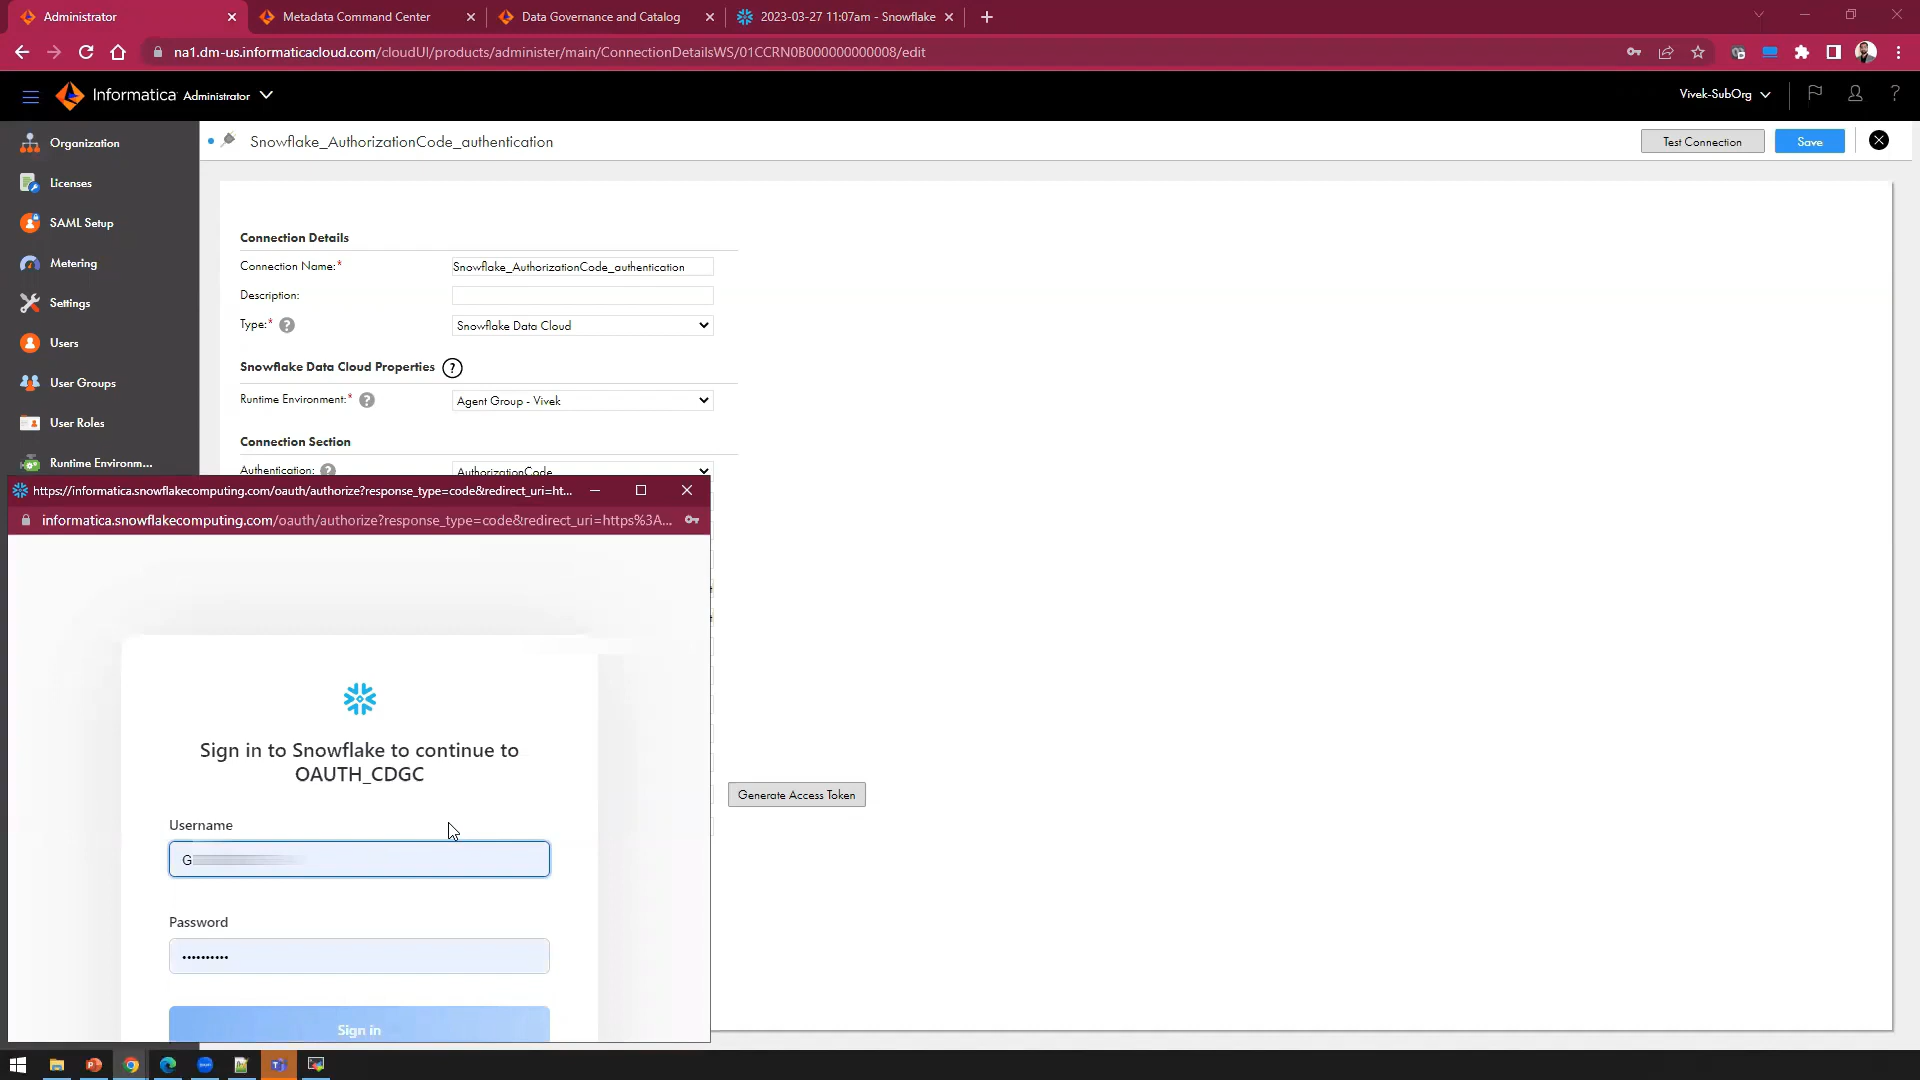 Administrator
Metadata Command Center
Data Governance and Catalog
2023-03-27 11:07am - Snowflake
na1.dm-us.informaticacloud.com/cloudUI/products/administer/main/ConnectionDetailsWS/01CCRN0B000000000008/edit
Informatica Administrator
Vivek-SubOrg
?
Organization
Licenses
SAML Setup
Metering
Settings
Users
User Groups
User Roles
Runtime Environm...
Snowflake_AuthorizationCode_authentication
Test Connection
Save
Connection Details
Connection Name:*
Snowflake_AuthorizationCode_authentication
Description:
Type:* ?
Snowflake Data Cloud
Snowflake Data Cloud Properties ?
Runtime Environment:* ?
Agent Group - Vivek
Connection Section
Authentication: ?
AuthorizationCode
https://informatica.snowflakecomputing.com/oauth/authorize?response_type=code&redirect_uri=ht...
informatica.snowflakecomputing.com/oauth/authorize?response_type=code&redirect_uri=https%3A...
Sign in to Snowflake to continue to
OAUTH_CDGC
Username
G
Password
••••••••••
Sign in
Generate Access Token